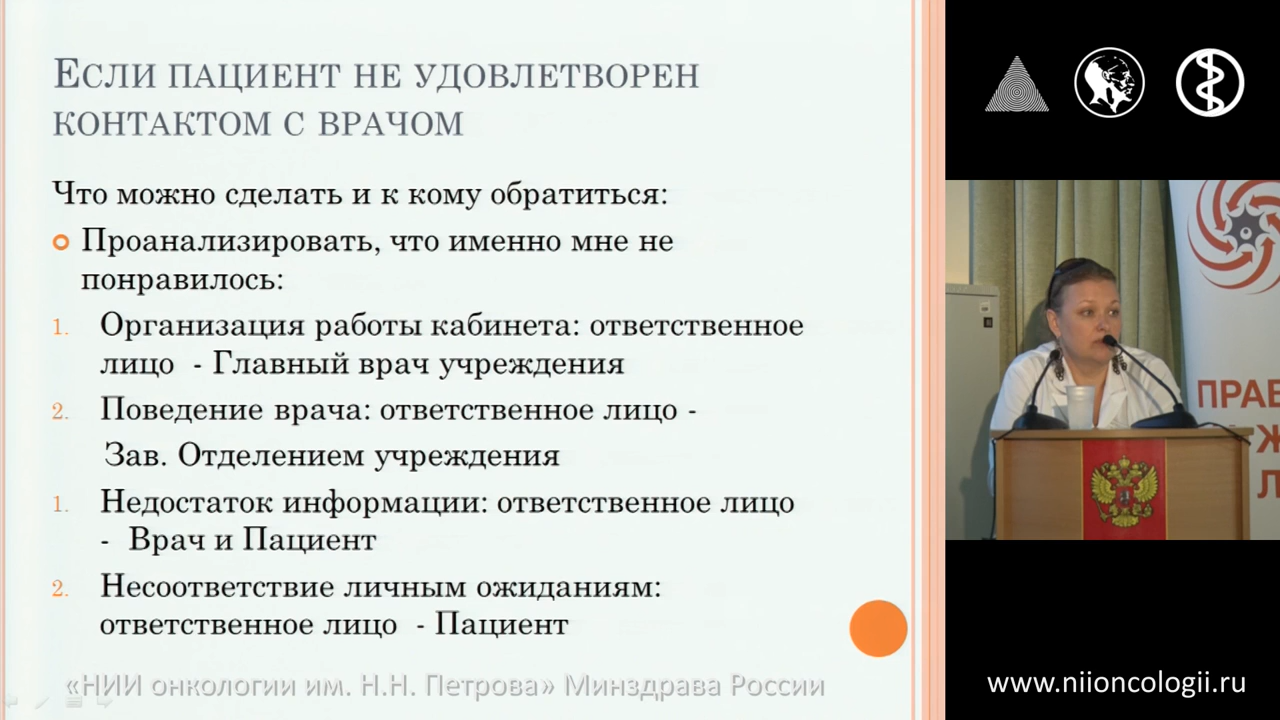 Если пациент не удовлетворен
контактом с врачом
Что можно сделать и к кому обратиться:
Проанализировать, что именно мне не
понравилось:
1. Организация работы кабинета: ответственное
лицо - Главный врач учреждения
2. Поведение врача: ответственное лицо -
Зав. Отделением учреждения
1. Недостаток информации: ответственное лицо
- Врач и Пациент
2. Несоответствие личным ожиданиям:
ответственное лицо - Пациент
«НИИ онкологии им. Н.Н. Петрова» Минздрава России
ПРАВ
Ж
Л
www.niioncologii.ru